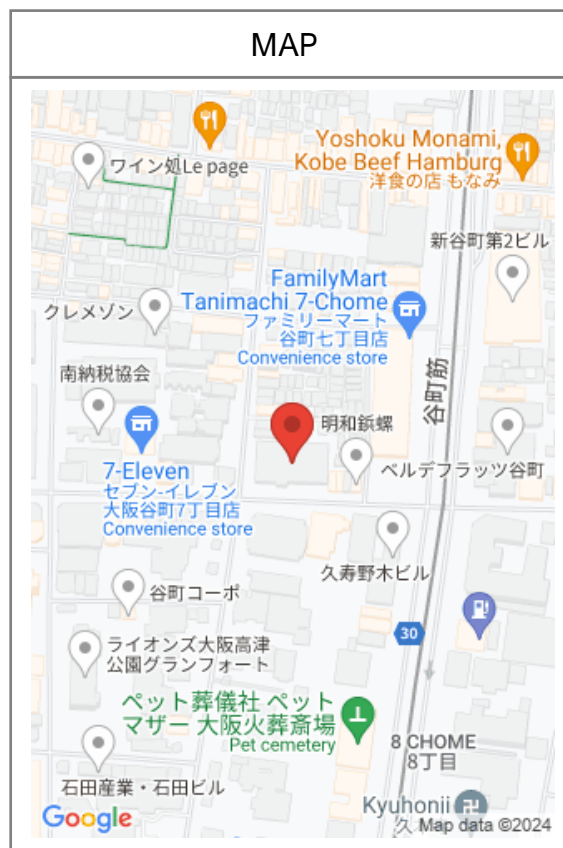 MAP
ワイン処Le page
Yoshoku Monami,
Kobe Beef Hamburg
洋食の店 もなみ
新谷町第2ビル
FamilyMart
Tanimachi 7-Chome
ファミリーマート
谷町七丁目店
Convenience store
クレメゾン
谷町筋
南納税協会
明和鋲螺
7-Eleven
セブン-イレブン
大阪谷町7丁目店
Convenience store
ベルデフラッツ谷町
久寿野木ビル
谷町コーポ
30
ライオンズ大阪高津
公園グランフォート
ペット葬儀社 ペット
マザー 大阪火葬斎場
Pet cemetery
8 CHOME
8丁目
石田産業・石田ビル
Kyuhonji
久
Google
Map data ©2024